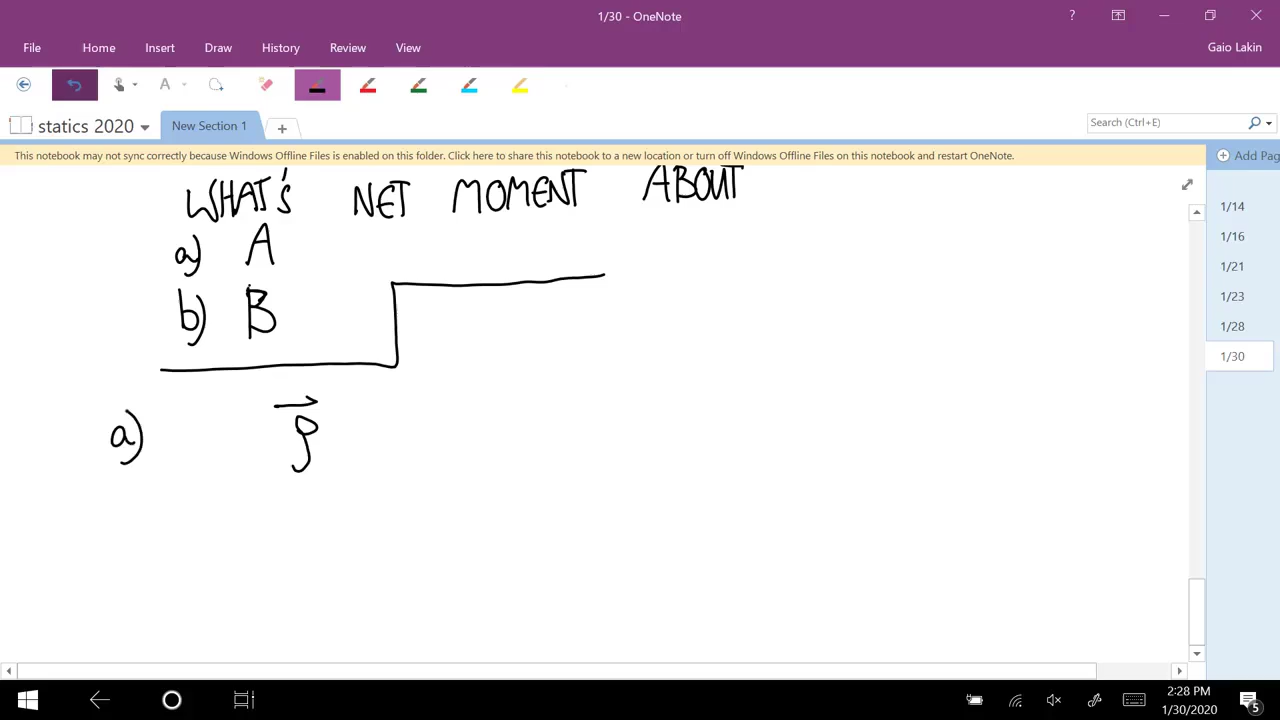 1/30 - OneNote
?
File Home Insert Draw History Review View
Gaio Lakin
A
statics 2020
New Section 1
+
Search (Ctrl+E)
This notebook may not sync correctly because Windows Offline Files is enabled on this folder. Click here to share this notebook to a new location or turn off Windows Offline Files on this notebook and restart OneNote.
Add Pag
WHAT'S NET MOMENT ABOUT
a) A
b) B
a)
1/14
1/16
1/21
1/23
1/28
1/30
2:28 PM
1/30/2020
5